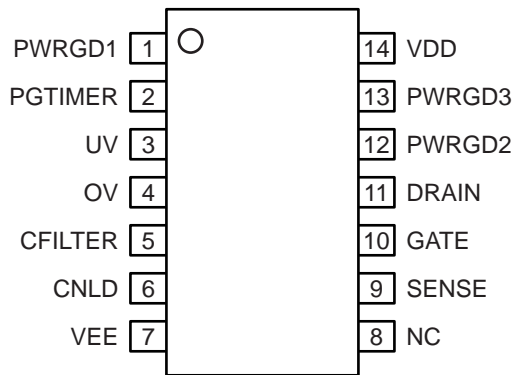 PWRGD1 1 14 VDD
PGTIMER 2 13 PWRGD3
UV 3 12 PWRGD2
OV 4 11 DRAIN
CFILTER 5 10 GATE
CNLD 6 9 SENSE
VEE 7 8 NC